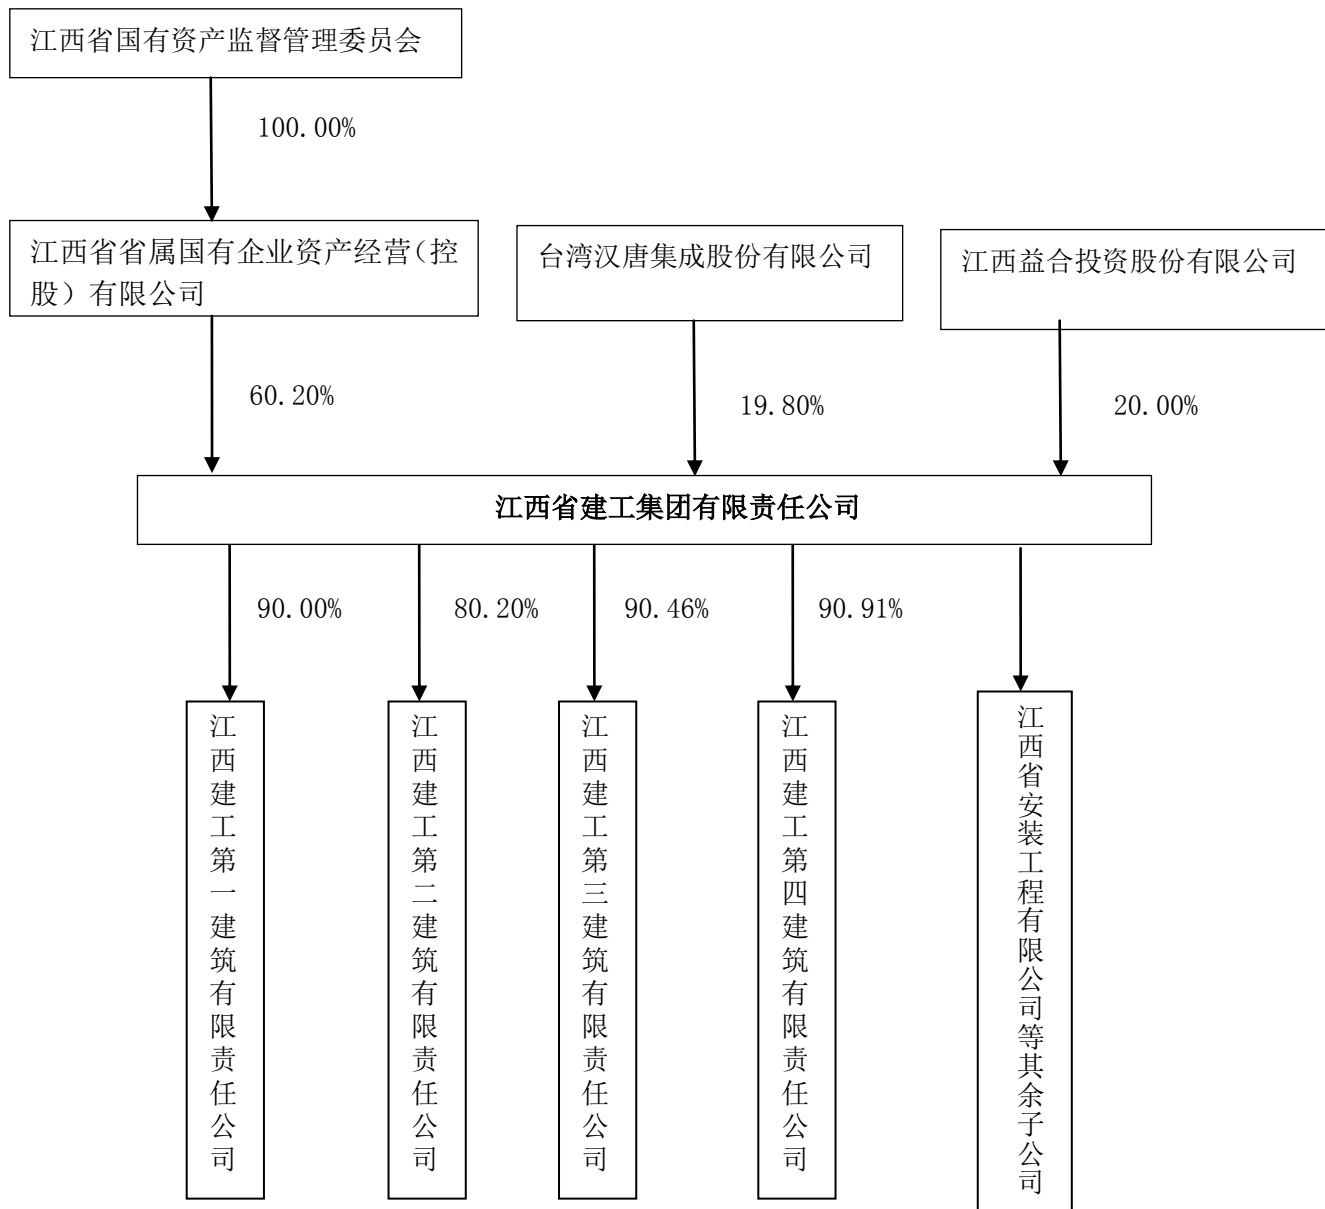 江西省国有资产监督管理委员会
100.00%
江西省省属国有企业资产经营（控
股）有限公司
台湾汉唐集成股份有限公司
江西益合投资股份有限公司
60.20%
19.80%
20.00%
江西省建工集团有限责任公司
90.00%
80.20%
90.46%
90.91%
江西建工第一建筑有限责任公司
江西建工第二建筑有限责任公司
江西建工第三建筑有限责任公司
江西建工第四建筑有限责任公司
江西省安装工程有限公司等其余子公司